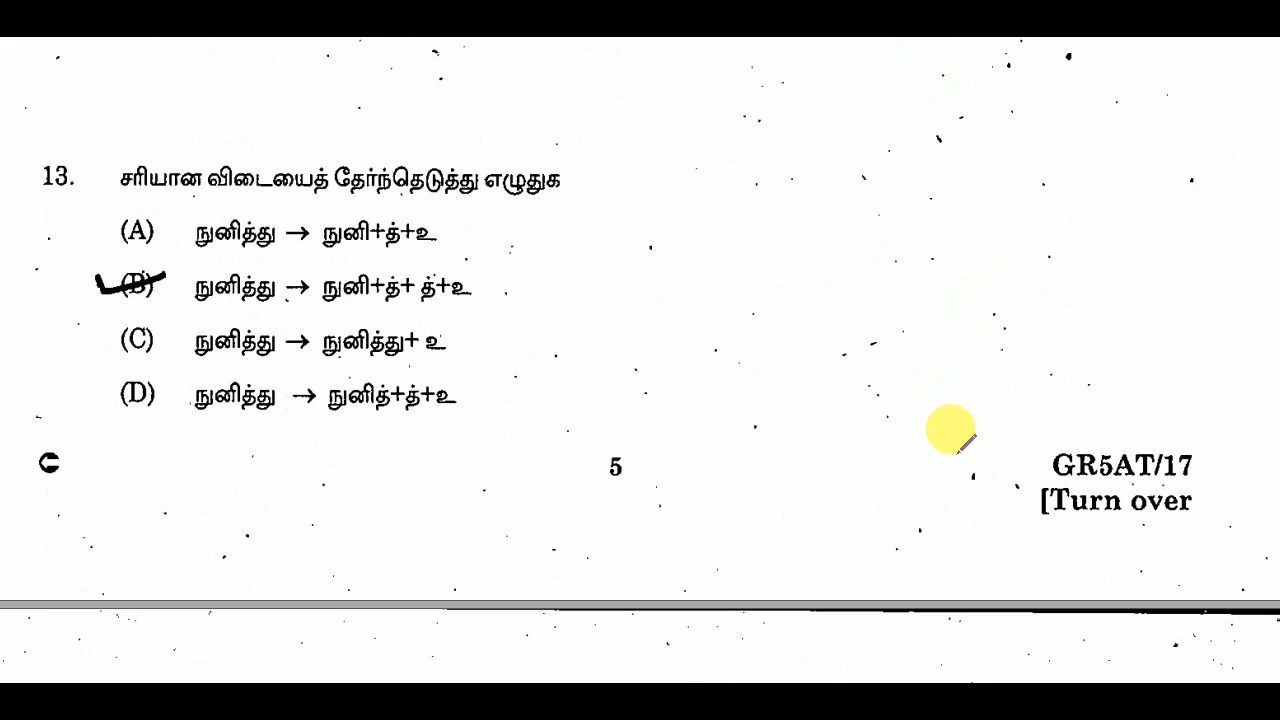 13. சரியான விடையைத் தேர்ந்தெடுத்து எழுதுக
(A) நுனித்து → நுனி+த்+உ
(B) நுனித்து → நுனி+த்+ த்+உ
(C) நுனித்து → நுனித்து+ உ
(D) நுனித்து → நுனித்+த்+உ
5
GR5AT/17
[Turn over